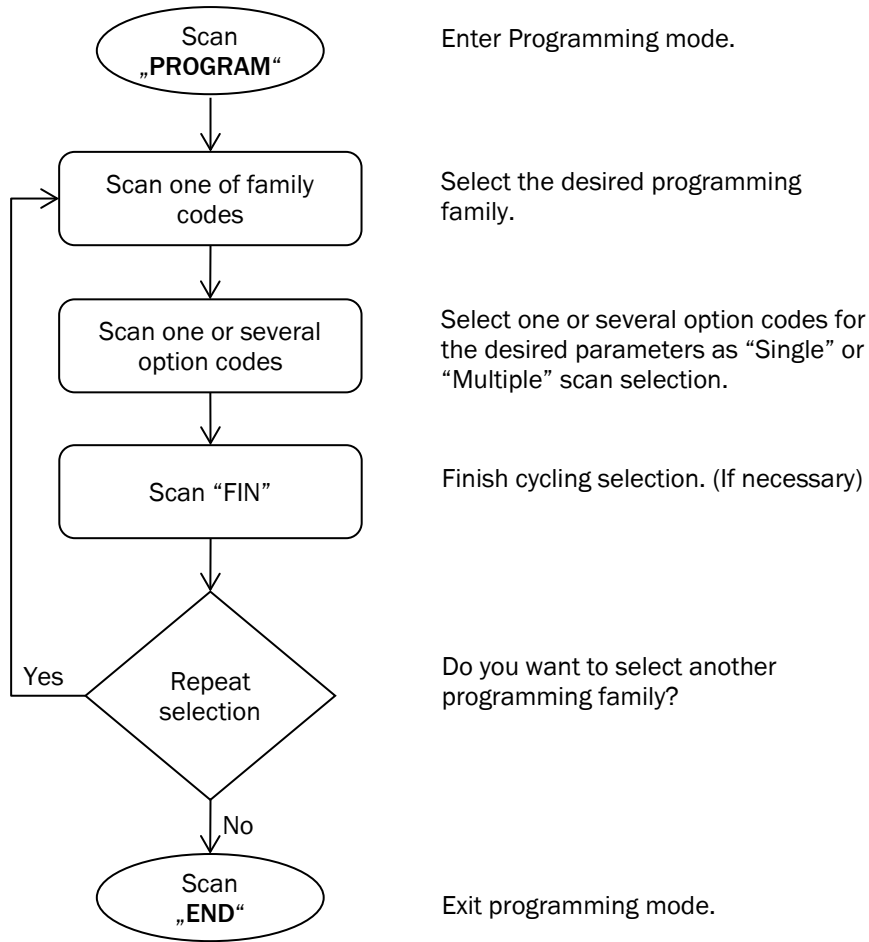 Scan
„PROGRAM“
Enter Programming mode.
Scan one of family
codes
Select the desired programming
family.
Scan one or several
option codes
Select one or several option codes for
the desired parameters as “Single” or
“Multiple” scan selection.
Scan “FIN”
Finish cycling selection. (If necessary)
Yes
Repeat
selection
Do you want to select another
programming family?
No
Scan
„END“
Exit programming mode.